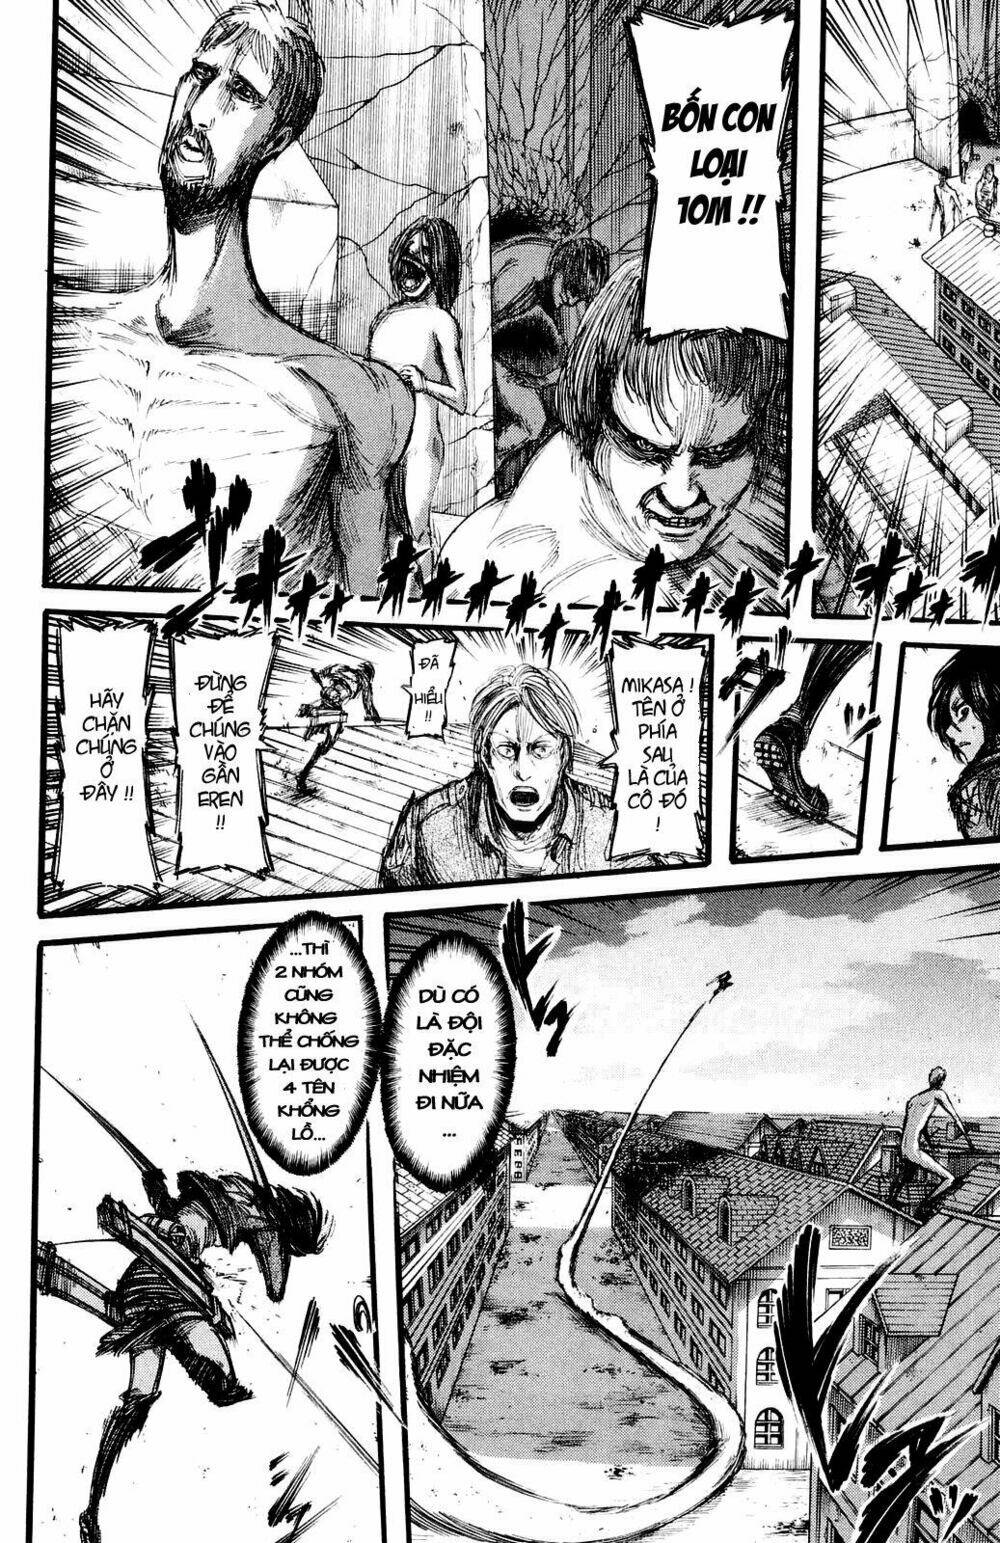 BỐN CON
LOẠI
10M !!
MIKASA !
TÊN Ở
PHÍA
SAU
LÀ CỦA
CÔ ĐÓ
!
ĐÃ
HIỂU
!!
ĐỪNG
ĐỂ
CHÚNG
VÀO
GẦN
EREN
!!
HÃY
CHẶN
CHÚNG
Ở
ĐÂY !!
DÙ CÓ
LÀ ĐỘI
ĐẶC
NHIỆM
ĐI NỮA
...
...THÌ
2 NHÓM
CŨNG
KHÔNG
THỂ CHỐNG
LẠI ĐƯỢC
4 TÊN
KHỔNG
LỒ...